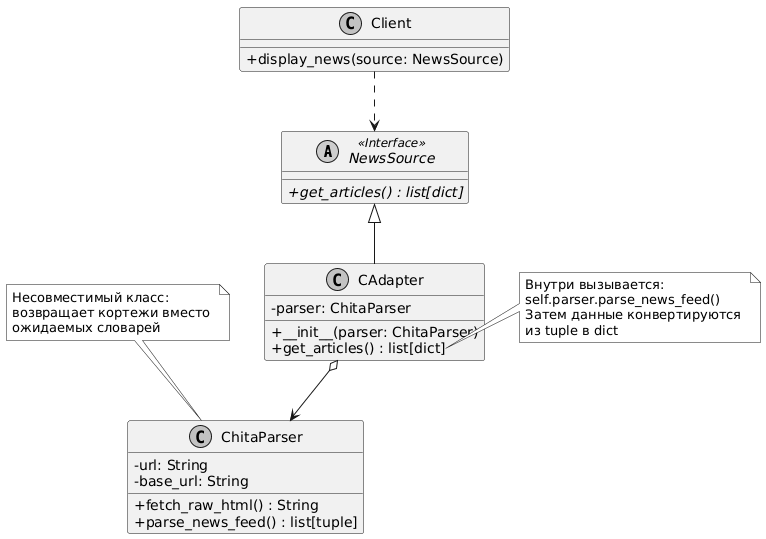 C Client
+display_news(source: NewsSource)
A «Interface»
NewsSource
+get_articles() : list[dict]
C CAdapter
-parser: ChitaParser
+__init__(parser: ChitaParser)
+get_articles() : list[dict]
Внутри вызывается:
self.parser.parse_news_feed()
Затем данные конвертируются
из tuple в dict
Несовместимый класс:
возвращает кортежи вместо
ожидаемых словарей
C ChitaParser
-url: String
-base_url: String
+fetch_raw_html() : String
+parse_news_feed() : list[tuple]